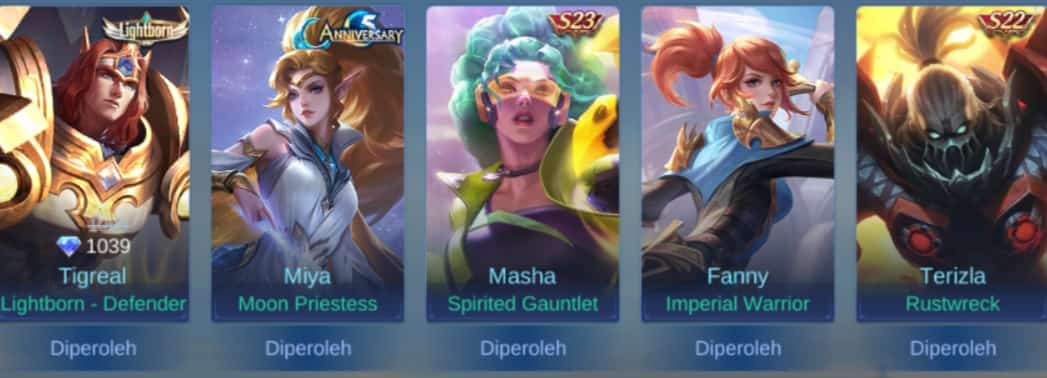 Lightborn
5
ANNIVERSARY
S23
S22
1039
Tigreal
Lightborn - Defender
Diperoleh
Miya
Moon Priestess
Diperoleh
Masha
Spirited Gauntlet
Diperoleh
Fanny
Imperial Warrior
Diperoleh
Terizla
Rustwreck
Diperoleh